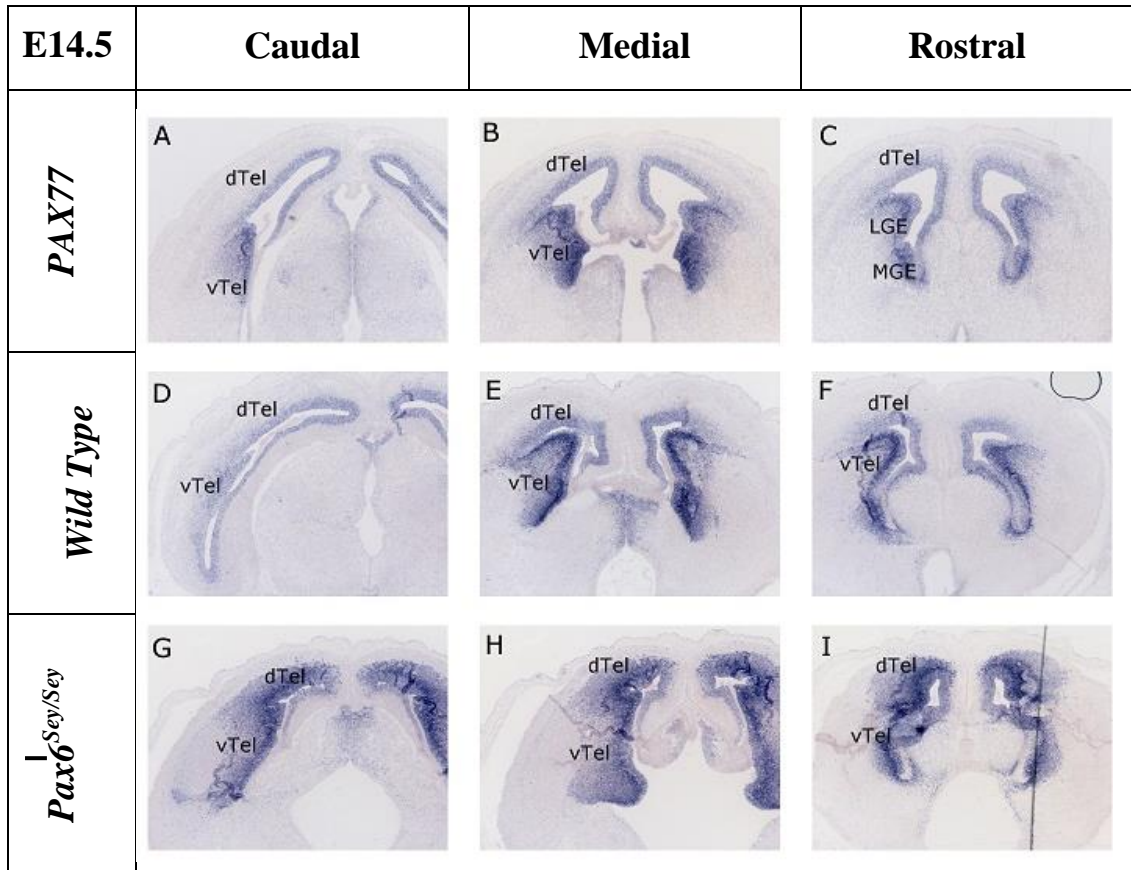 E14.5 Caudal Medial Rostral
PAX77
A
dTel
vTel
B
dTel
vTel
C
dTel
LGE
MGE
Wild Type
D
dTel
vTel
E
dTel
vTel
F
dTel
vTel
Pax6Sey/Sey
G
dTel
vTel
H
dTel
vTel
I
dTel
vTel